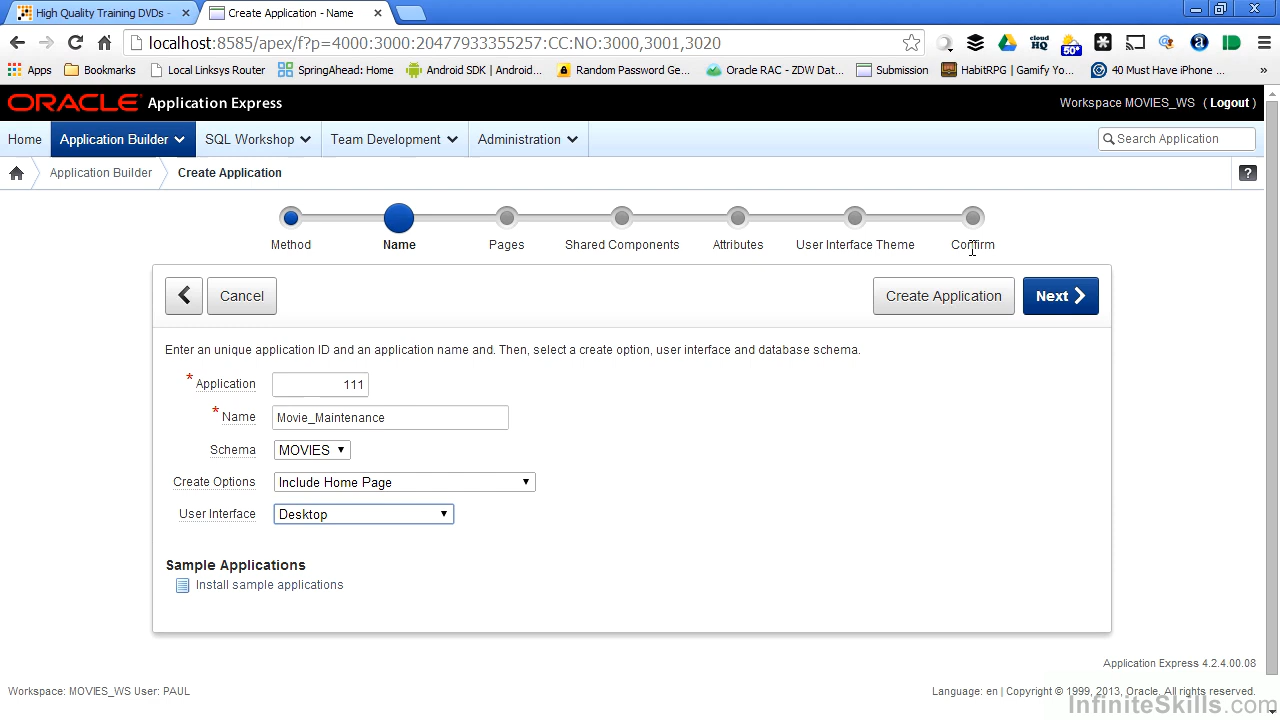 High Quality Training DVDs -
Create Application - Name
localhost:8585/apex/f?p=4000:3000:20477933355257:CC:NO:3000,3001,3020
50°
cloud HQ
Apps
Bookmarks
Local Linksys Router
SpringAhead: Home
Android SDK | Android...
Random Password Ge...
Oracle RAC - ZDW Dat...
Submission
HabitRPG | Gamify Yo...
40 Must Have iPhone ...
»
ORACLE Application Express
Workspace MOVIES_WS ( Logout )
Home
Application Builder
SQL Workshop
Team Development
Administration
Search Application
Application Builder
Create Application
?
Method
Name
Pages
Shared Components
Attributes
User Interface Theme
Confirm
Cancel
Create Application
Next
Enter an unique application ID and an application name and. Then, select a create option, user interface and database schema.
* Application 111
* Name Movie_Maintenance
Schema MOVIES
Create Options Include Home Page
User Interface Desktop
Sample Applications
Install sample applications
Application Express 4.2.4.00.08
Workspace: MOVIES_WS User: PAUL
Language: en | Copyright © 1999, 2013, Oracle. All rights reserved.
InfiniteSkills.com